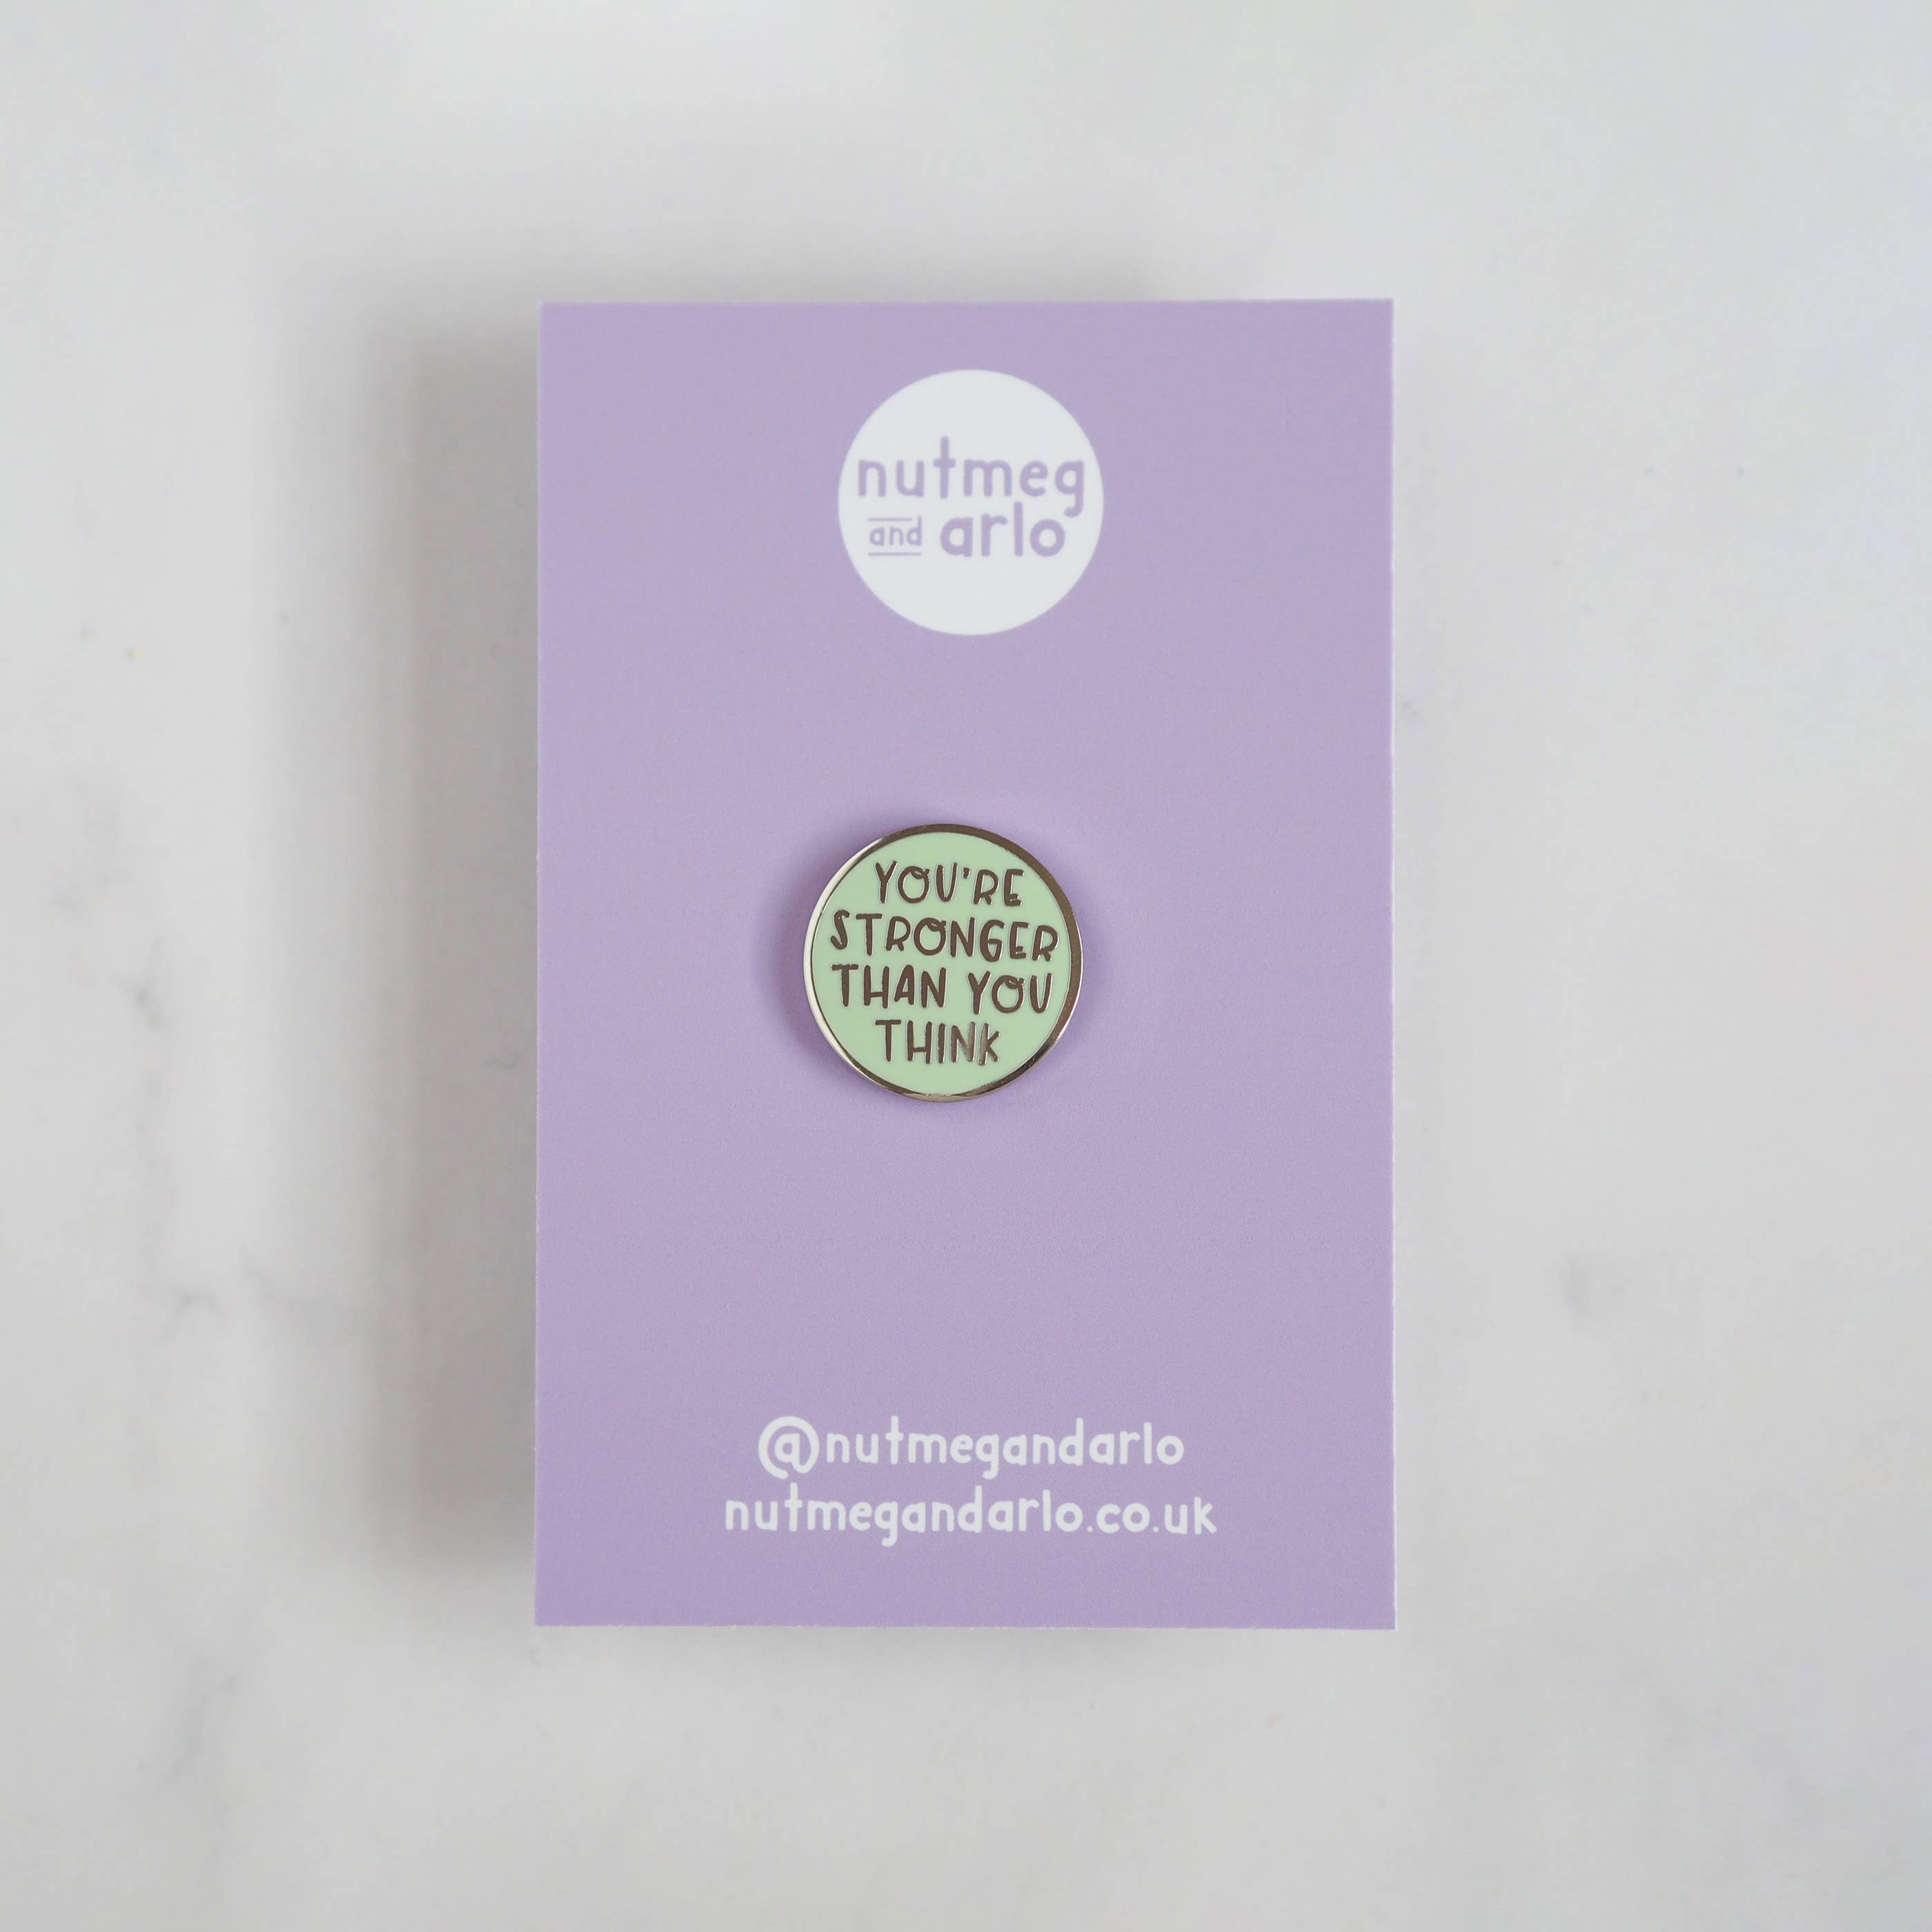 nutmeg
and arlo
YOU'RE
STRONGER
THAN YOU
THINK
@nutmegandarlo
nutmegandarlo.co.uk